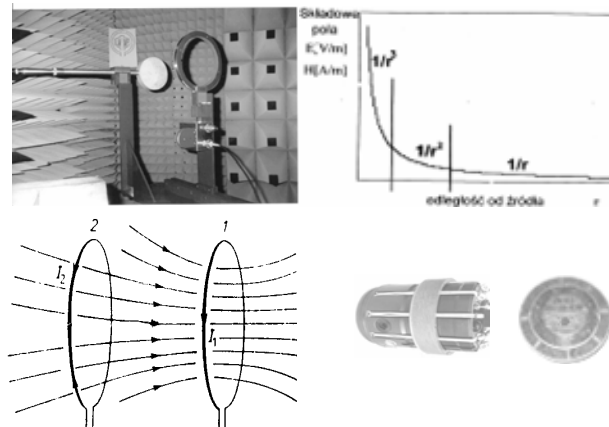 Składowa
pola
E[V/m]
H[A/m]
1/r³
1/r²
1/r
odległość od źródła r
2 1
I₂
I₁